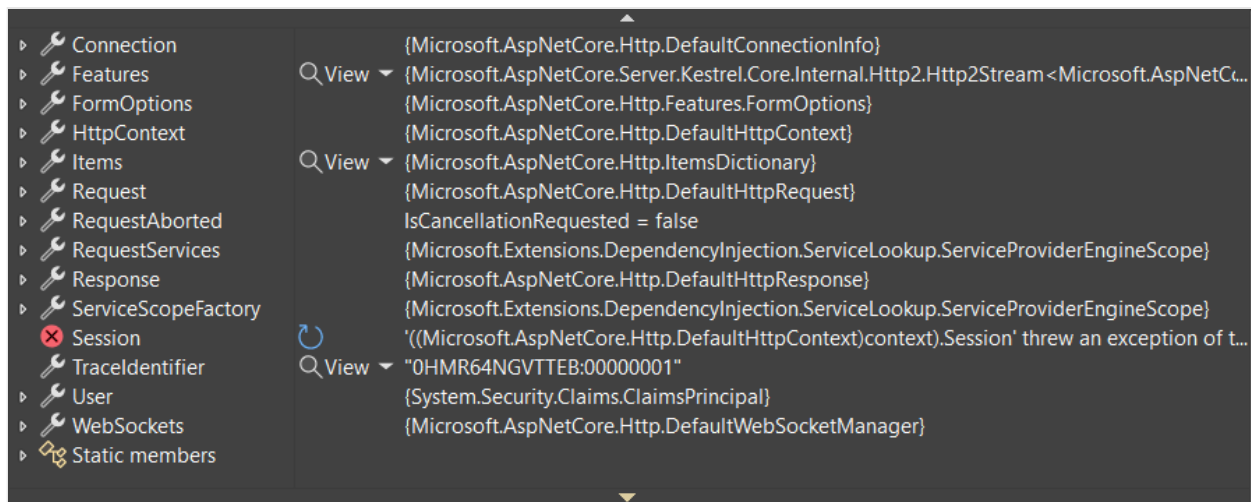 Connection {Microsoft.AspNetCore.Http.DefaultConnectionInfo}
Features View {Microsoft.AspNetCore.Server.Kestrel.Core.Internal.Http2.Http2Stream<Microsoft.AspNetCo...
FormOptions {Microsoft.AspNetCore.Http.Features.FormOptions}
HttpContext {Microsoft.AspNetCore.Http.DefaultHttpContext}
Items View {Microsoft.AspNetCore.Http.ItemsDictionary}
Request {Microsoft.AspNetCore.Http.DefaultHttpRequest}
RequestAborted IsCancellationRequested = false
RequestServices {Microsoft.Extensions.DependencyInjection.ServiceLookup.ServiceProviderEngineScope}
Response {Microsoft.AspNetCore.Http.DefaultHttpResponse}
ServiceScopeFactory {Microsoft.Extensions.DependencyInjection.ServiceLookup.ServiceProviderEngineScope}
Session '((Microsoft.AspNetCore.Http.DefaultHttpContext)context).Session' threw an exception of t...
TraceIdentifier View "0HMR64NGVTTEB:00000001"
User {System.Security.Claims.ClaimsPrincipal}
WebSockets {Microsoft.AspNetCore.Http.DefaultWebSocketManager}
Static members